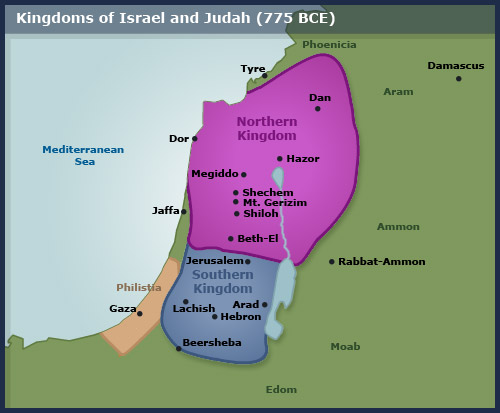 Kingdoms of Israel and Judah (775 BCE)
Phoenicia
Tyre
Damascus
Aram
Dan
Northern
Kingdom
Dor
Mediterranean
Sea
Hazor
Megiddo
Shechem
Mt. Gerizim
Jaffa
Shiloh
Ammon
Beth-El
Jerusalem
Rabbat-Ammon
Southern
Kingdom
Philistia
Gaza
Lachish
Arad
Hebron
Beersheba
Moab
Edom